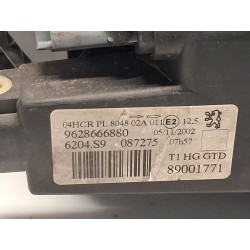 04HCR PL 8048 02A 011 E2 12.5
9628666880 05/11/2002
6204.S9 087275 07h57
T1 HG GTD
89001771